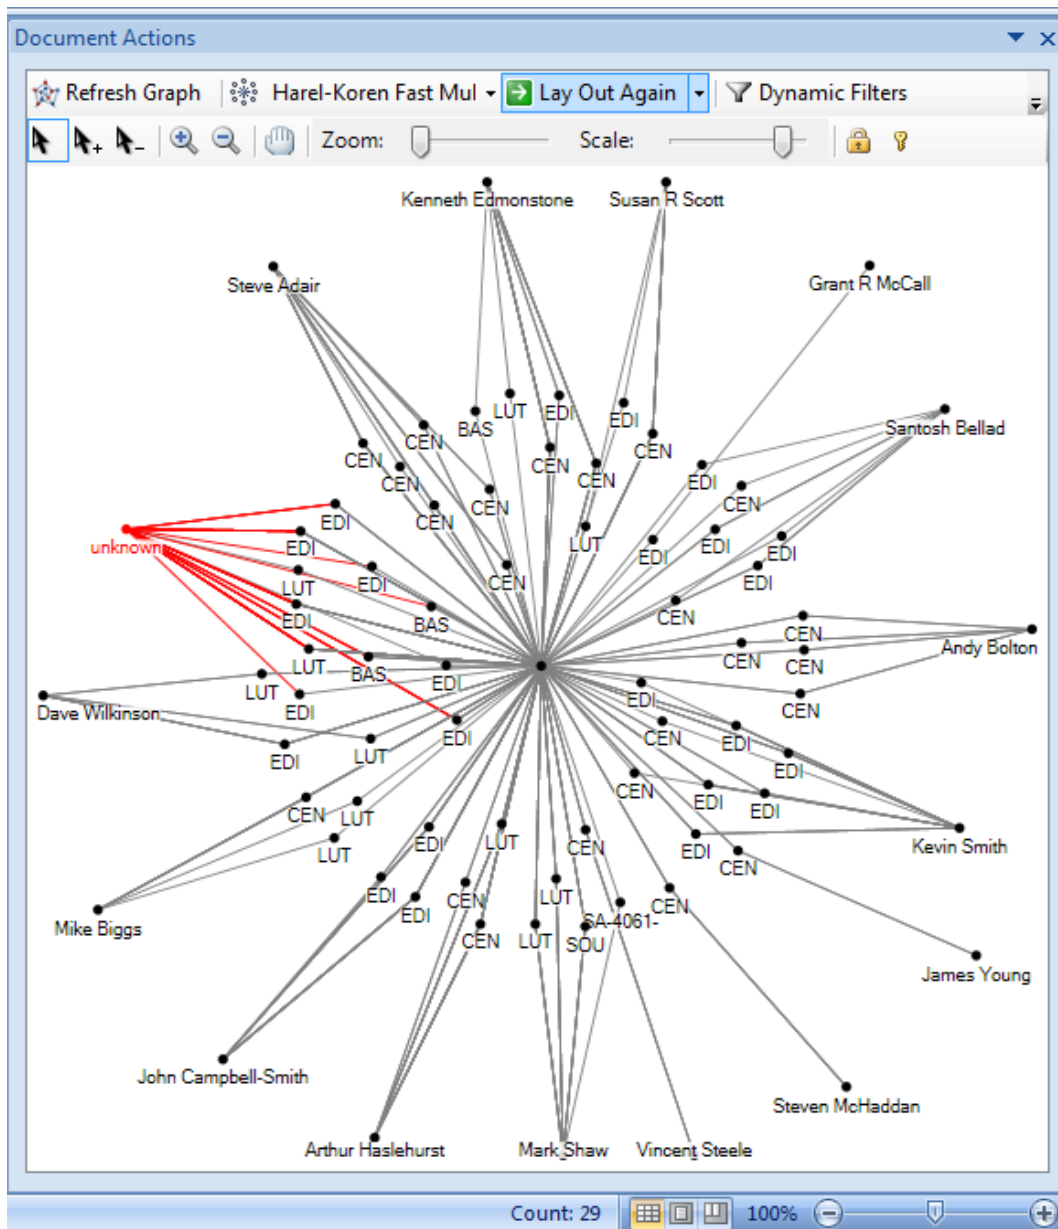 Document Actions
Refresh Graph Harel-Koren Fast Mul Lay Out Again Dynamic Filters
Zoom: Scale:
Kenneth Edmonstone Susan R Scott
Steve Adair Grant R McCall
LUT EDI
BAS EDI
Santosh Bellad
CEN CEN
CEN CEN CEN
CEN CEN EDI
CEN CEN
EDI CEN
unknown EDI LUT EDI EDI EDI
LUT EDI CEN EDI
EDI BAS CEN
CEN
LUT BAS EDI CEN CEN Andy Bolton
LUT EDI EDI CEN
Dave Wilkinson
EDI CEN EDI
EDI LUT EDI
CEN LUT CEN EDI EDI
LUT EDI LUT CEN EDI CEN Kevin Smith
EDI EDI CEN LUT CEN
Mike Biggs CEN LUT SOU SA-4061-
James Young
John Campbell-Smith
Steven McHaddan
Arthur Haslehurst Mark Shaw Vincent Steele
Count: 29 100%